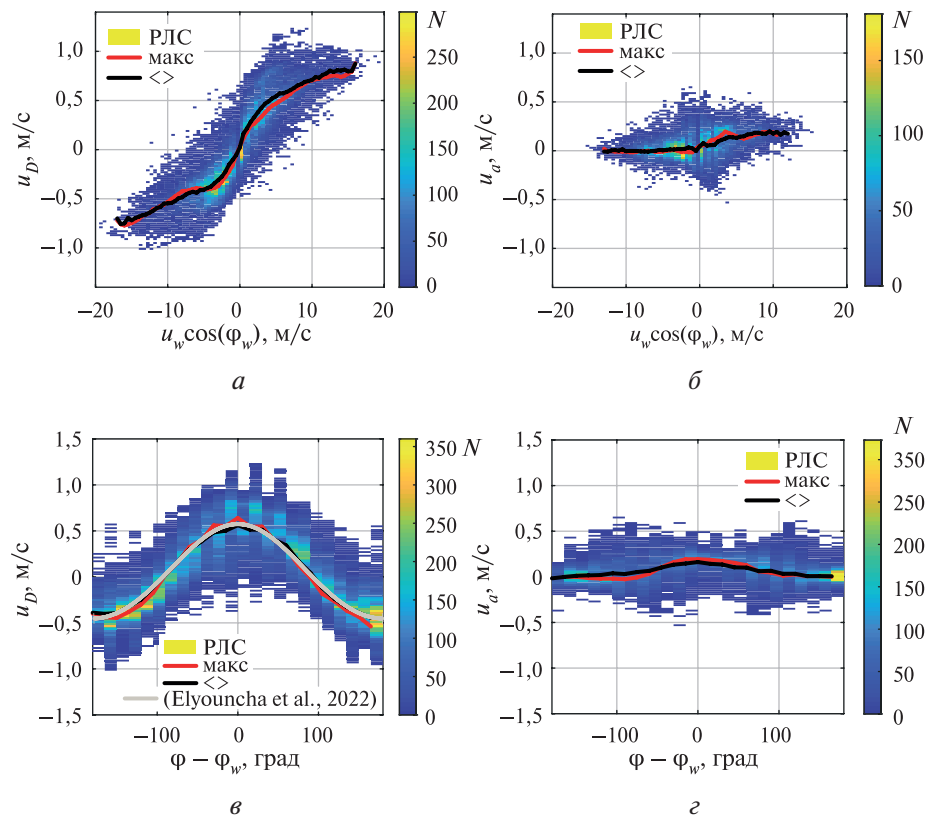 N
РЛС
макс
<>
1,0
0,5
0
−0,5
−1,0
u_D, м/с
−20
−10
0
10
20
u_w cos(φ_w), м/с
300
250
200
150
100
50
0
а
N
РЛС
макс
<>
1,0
0,5
0
−0,5
−1,0
u_a, м/с
−20
−10
0
10
20
u_w cos(φ_w), м/с
150
100
50
0
б
1,5
1,0
0,5
0
−0,5
−1,0
−1,5
u_D, м/с
РЛС
макс
<>
(Elyouncha et al., 2022)
−100
0
100
φ − φ_w, град
350 N
300
250
200
150
100
50
0
в
1,5
1,0
0,5
0
−0,5
−1,0
−1,5
u_a, м/с
РЛС
макс
<>
−100
0
100
φ − φ_w, град
N
350
300
250
200
150
100
50
0
г